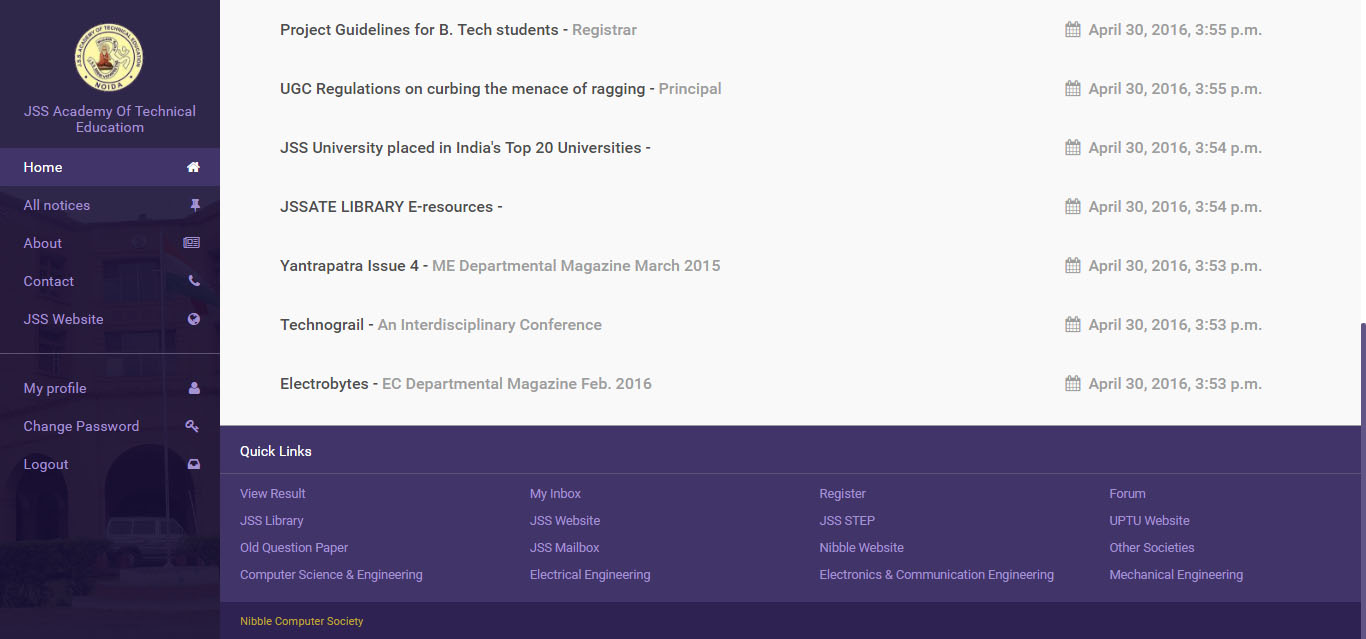 NOIDA
JSS Academy Of Technical
Educatiom
Home
All notices
About
Contact
JSS Website
My profile
Change Password
Logout
Project Guidelines for B. Tech students - Registrar April 30, 2016, 3:55 p.m.
UGC Regulations on curbing the menace of ragging - Principal April 30, 2016, 3:55 p.m.
JSS University placed in India's Top 20 Universities - April 30, 2016, 3:54 p.m.
JSSATE LIBRARY E-resources - April 30, 2016, 3:54 p.m.
Yantrapatra Issue 4 - ME Departmental Magazine March 2015 April 30, 2016, 3:53 p.m.
Technograil - An Interdisciplinary Conference April 30, 2016, 3:53 p.m.
Electrobytes - EC Departmental Magazine Feb. 2016 April 30, 2016, 3:53 p.m.
Quick Links
View Result My Inbox Register Forum
JSS Library JSS Website JSS STEP UPTU Website
Old Question Paper JSS Mailbox Nibble Website Other Societies
Computer Science & Engineering Electrical Engineering Electronics & Communication Engineering Mechanical Engineering
Nibble Computer Society